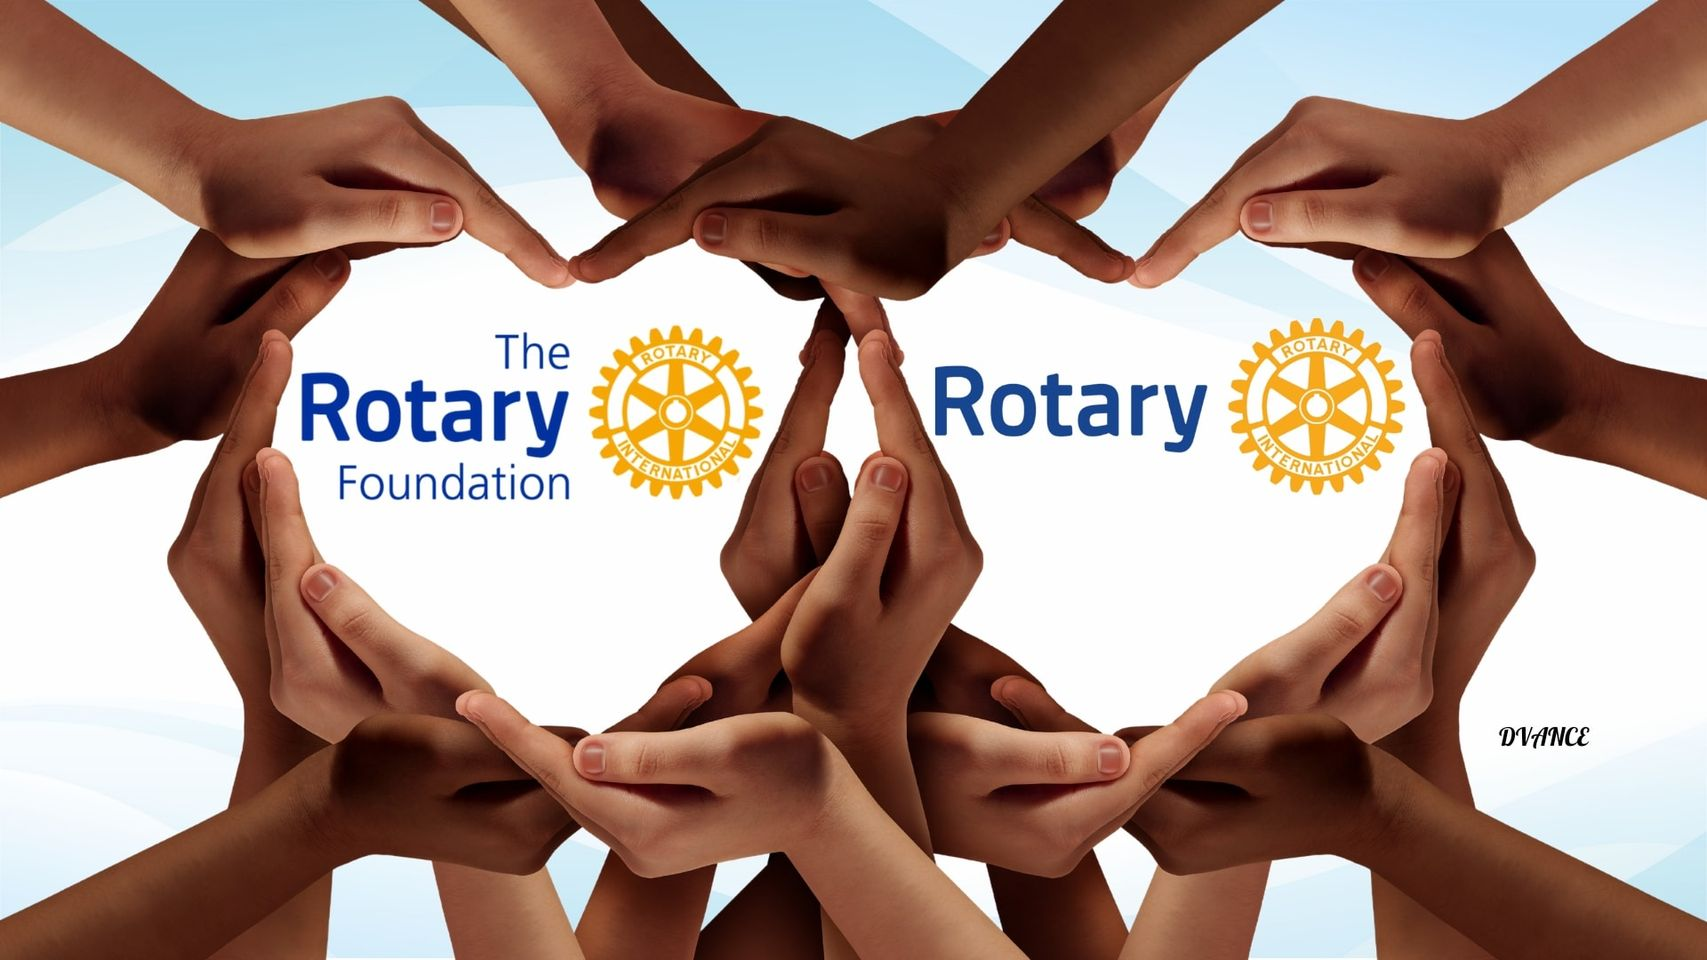 The
Rotary
Foundation
ROTARY
INTERNATIONAL
Rotary
ROTARY
INTERNATIONAL
DVANCE